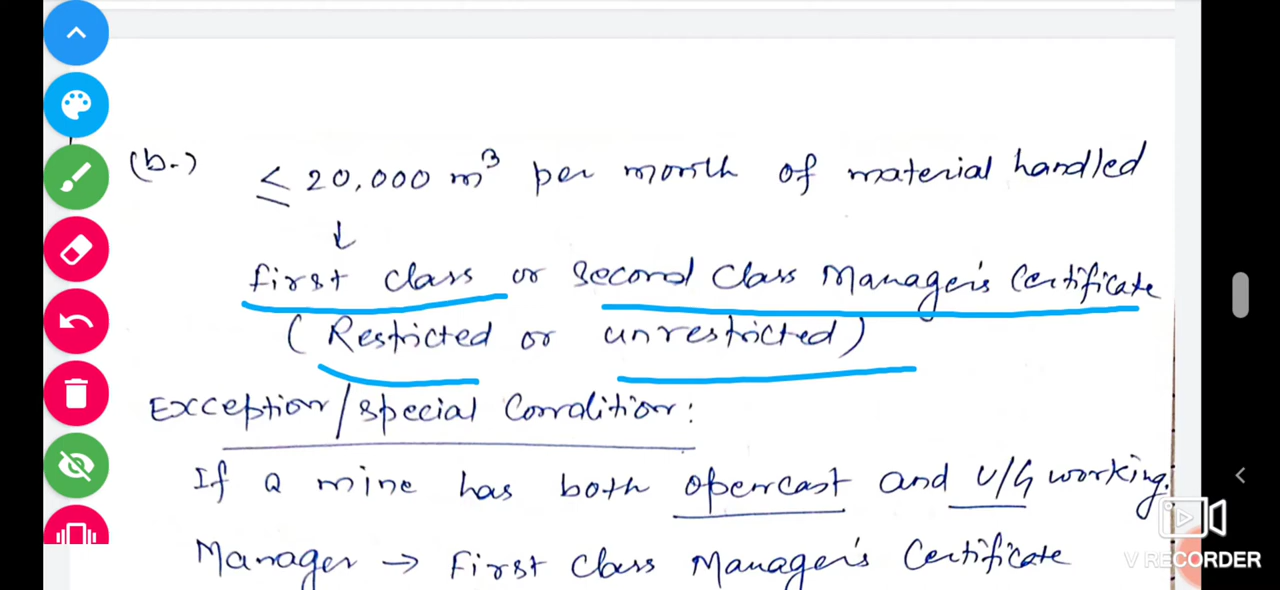 (b.) ≤ 20,000 m³ per month of material handled
↓
First class or Second Class Manager's Certificate
(Restricted or unrestricted)
Exception/special Condition:
If a mine has both opencast and U/G working.
Manager → First Class Manager's Certificate
V RECORDER